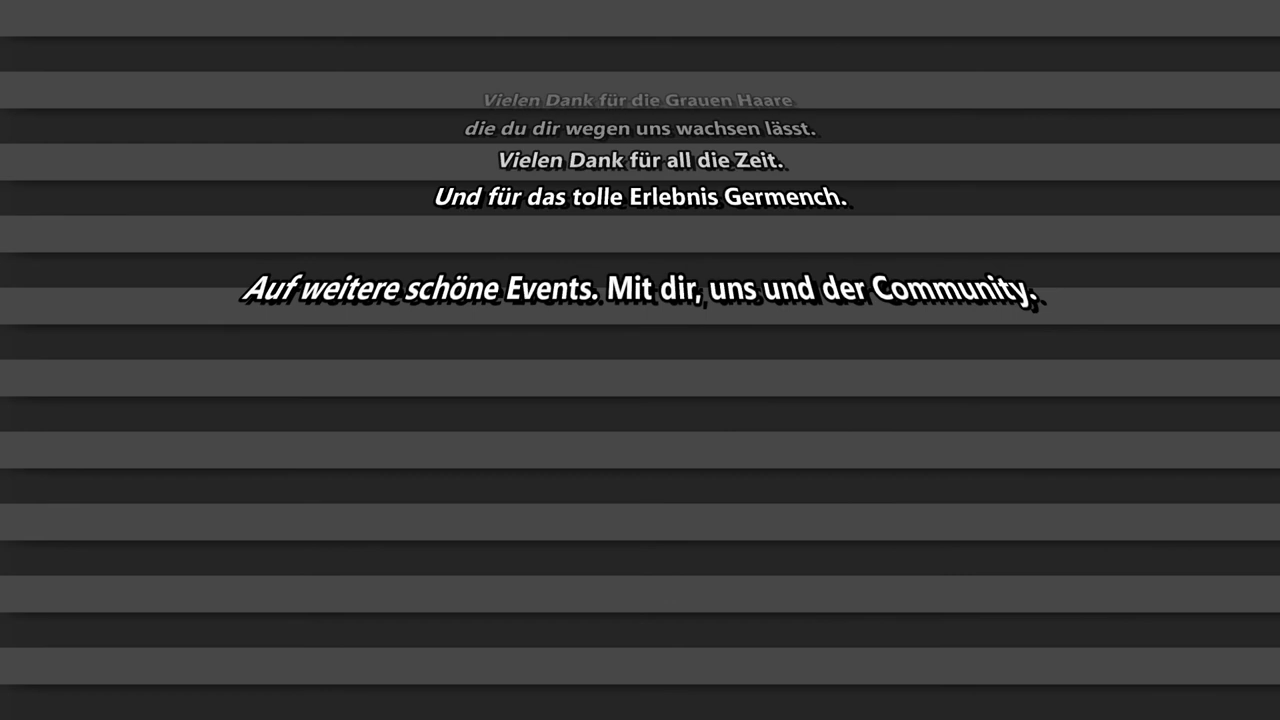 Vielen Dank für die Grauen Haare
die du dir wegen uns wachsen lässt.
Vielen Dank für all die Zeit.
Und für das tolle Erlebnis Germench.
Auf weitere schöne Events. Mit dir, uns und der Community.